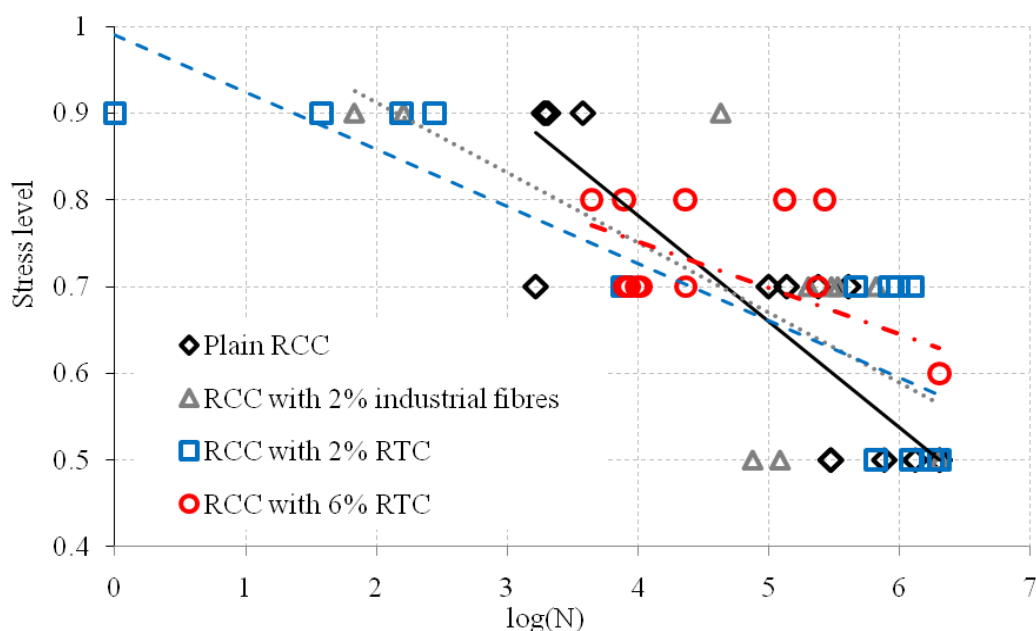 1
0.9
0.8
0.7
0.6
0.5
0.4
Stress level
Plain RCC
RCC with 2% industrial fibres
RCC with 2% RTC
RCC with 6% RTC
0 1 2 3 4 5 6 7
log(N)